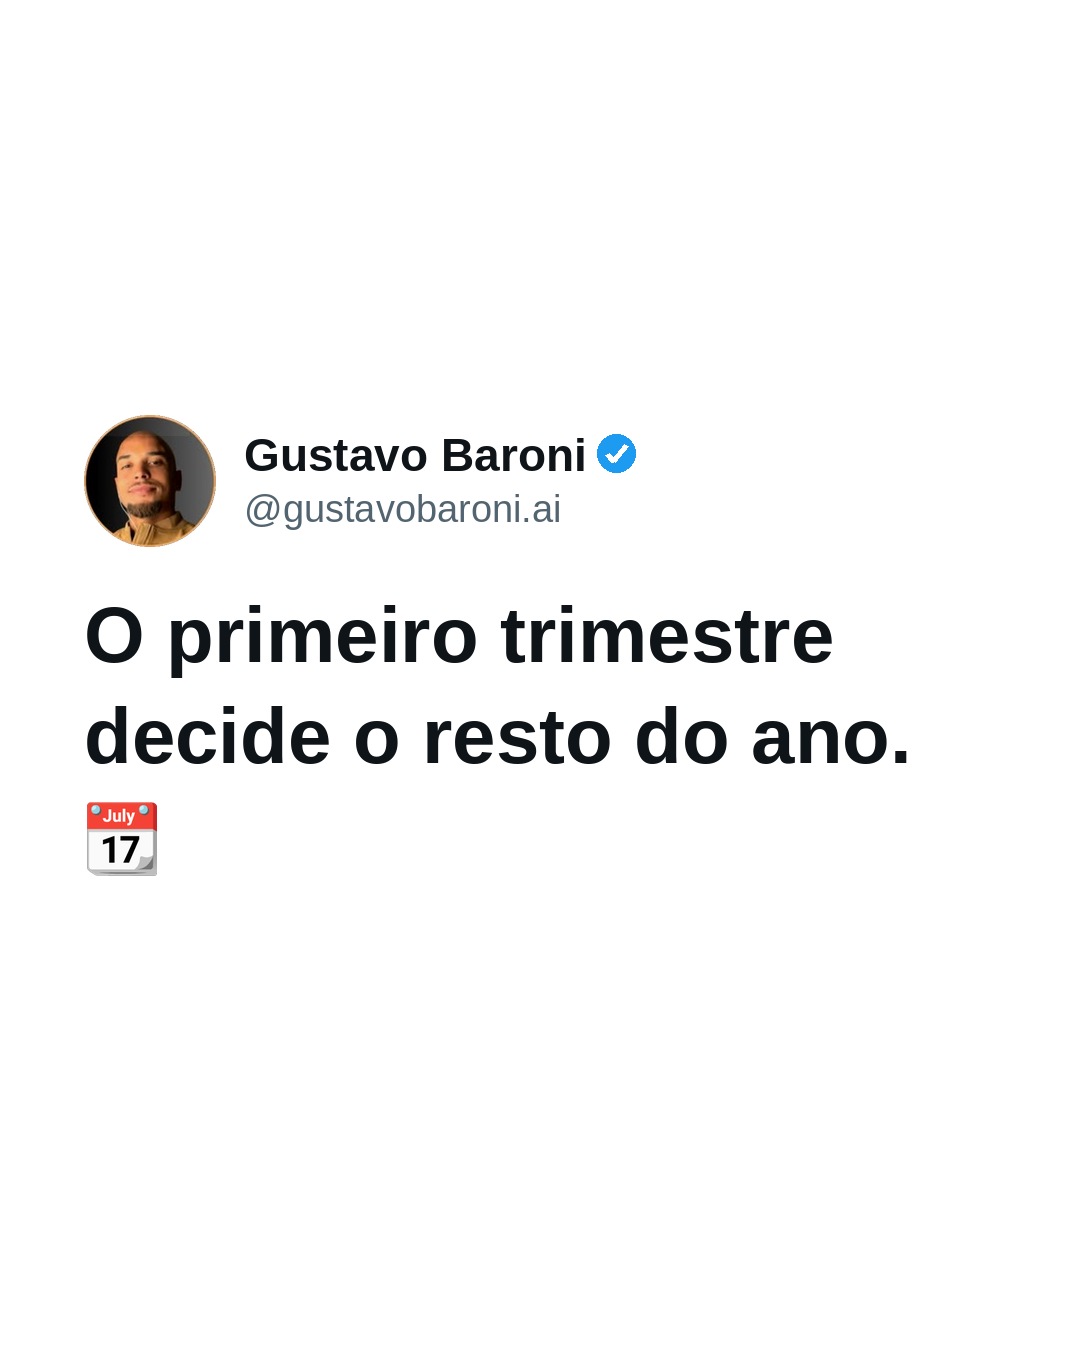 Gustavo Baroni
@gustavobaroni.ai
O primeiro trimestre
decide o resto do ano.
July
17